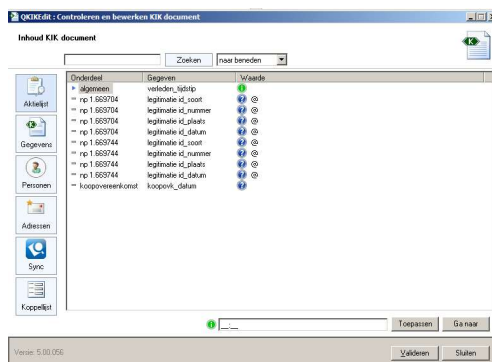 QKIKEdit : Controleren en bewerken KIK document
Inhoud KIK document
Zoeken naar beneden
Onderdeel Gegeven Waarde
algemeen verleden_tijdstip
np 1.669704 legitimatie id_soort @
np 1.669704 legitimatie id_nummer @
np 1.669704 legitimatie id_plaats @
np 1.669704 legitimatie id_datum @
np 1.669744 legitimatie id_soort @
np 1.669744 legitimatie id_nummer @
np 1.669744 legitimatie id_plaats @
np 1.669744 legitimatie id_datum @
koopovereenkomst koopovk_datum
Aktielijst
Gegevens
Personen
Adressen
Sync
Koppellijst
__:__
Toepassen Ga naar
Versie: 5.00.056
Valideren Sluiten